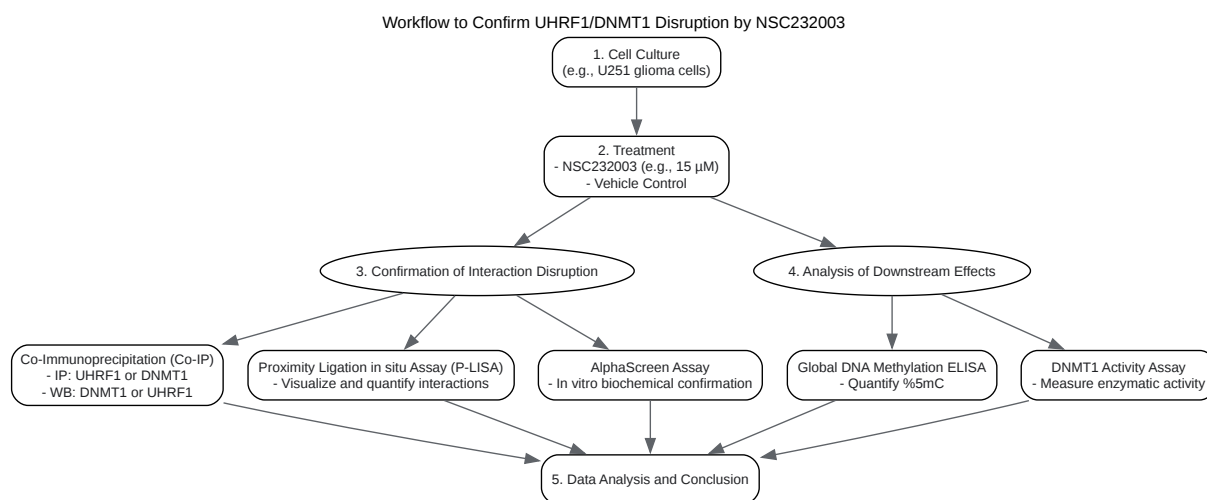 Workflow to Confirm UHRF1/DNMT1 Disruption by NSC232003
1. Cell Culture
(e.g., U251 glioma cells)
2. Treatment
- NSC232003 (e.g., 15 µM)
- Vehicle Control
3. Confirmation of Interaction Disruption
4. Analysis of Downstream Effects
Co-Immunoprecipitation (Co-IP)
- IP: UHRF1 or DNMT1
- WB: DNMT1 or UHRF1
Proximity Ligation in situ Assay (P-LISA)
- Visualize and quantify interactions
AlphaScreen Assay
- In vitro biochemical confirmation
Global DNA Methylation ELISA
- Quantify %5mC
DNMT1 Activity Assay
- Measure enzymatic activity
5. Data Analysis and Conclusion